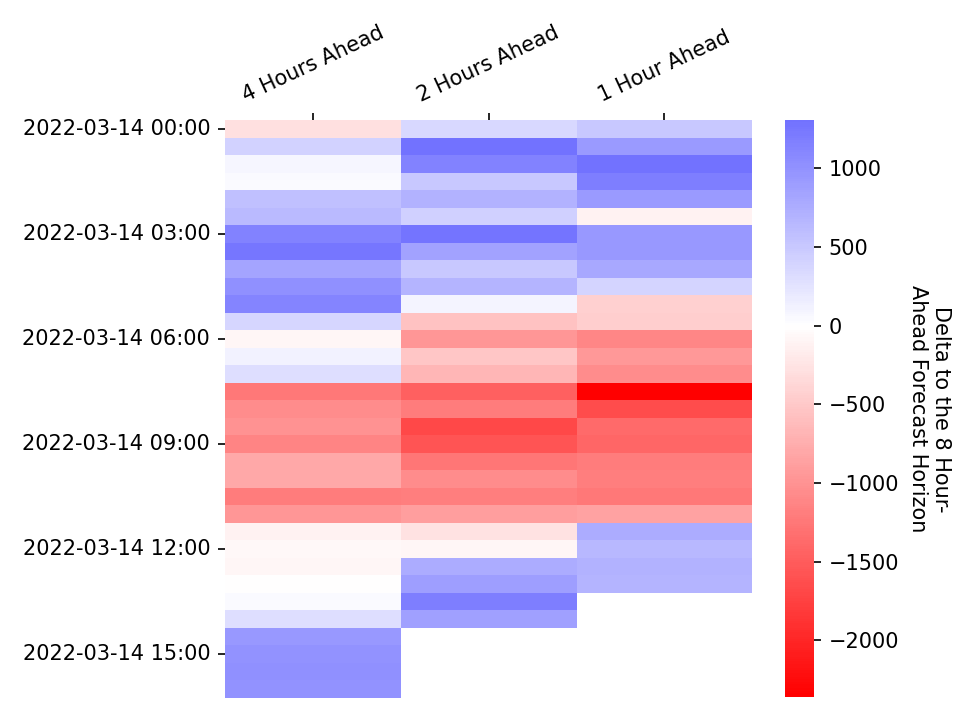 4 Hours Ahead
2 Hours Ahead
1 Hour Ahead
2022-03-14 00:00
2022-03-14 03:00
2022-03-14 06:00
2022-03-14 09:00
2022-03-14 12:00
2022-03-14 15:00
1000
500
0
−500
−1000
−1500
−2000
Delta to the 8 Hour-
Ahead Forecast Horizon